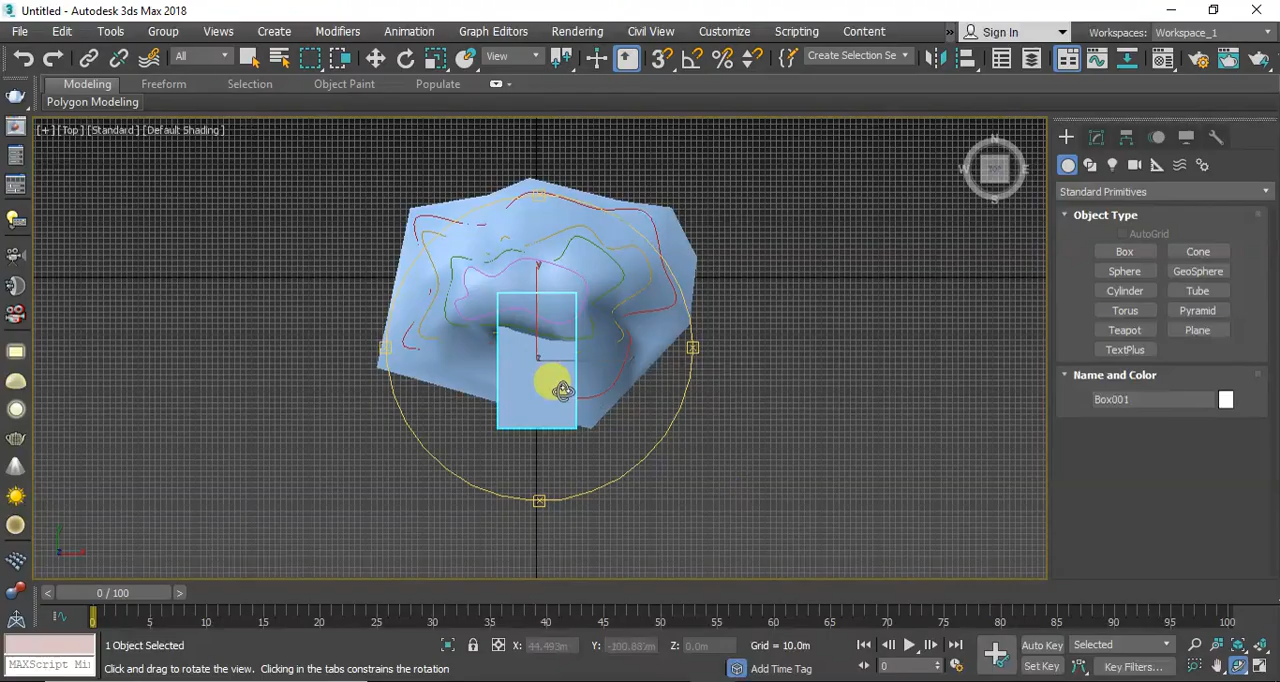 Untitled - Autodesk 3ds Max 2018
File Edit Tools Group Views Create Modifiers Animation Graph Editors Rendering Civil View Customize Scripting Content » Sign In Workspaces: Workspace_1
All View Create Selection Se
Modeling Freeform Selection Object Paint Populate
Polygon Modeling
[+] [Top] [Standard] [Default Shading]
N
W E
S
y
x
Standard Primitives
Object Type
AutoGrid
Box Cone
Sphere GeoSphere
Cylinder Tube
Torus Pyramid
Teapot Plane
TextPlus
Name and Color
Box001
< 0 / 100 >
0 5 10 15 20 25 30 35 40 45 50 55 60 65 70 75 80 85 90 95 100
1 Object Selected X: 44.493m Y: -100.887m Z: 0.0m Grid = 10.0m Auto Key Selected
MAXScript Mi Click and drag to rotate the view. Clicking in the tabs constrains the rotation Add Time Tag 0 Set Key Key Filters...